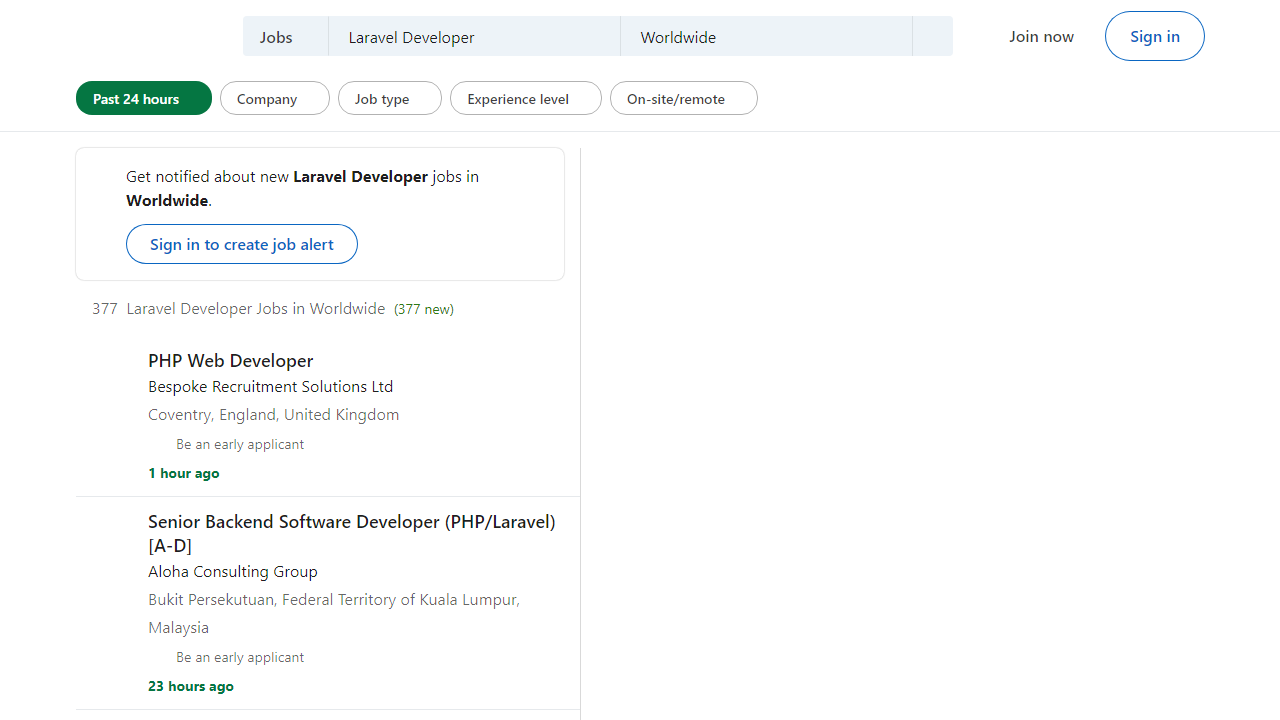 Jobs
Laravel Developer
Worldwide
Join now
Sign in
Past 24 hours
Company
Job type
Experience level
On-site/remote
Get notified about new Laravel Developer jobs in
Worldwide.
Sign in to create job alert
377 Laravel Developer Jobs in Worldwide (377 new)
PHP Web Developer
Bespoke Recruitment Solutions Ltd
Coventry, England, United Kingdom
Be an early applicant
1 hour ago
Senior Backend Software Developer (PHP/Laravel)
[A-D]
Aloha Consulting Group
Bukit Persekutuan, Federal Territory of Kuala Lumpur,
Malaysia
Be an early applicant
23 hours ago